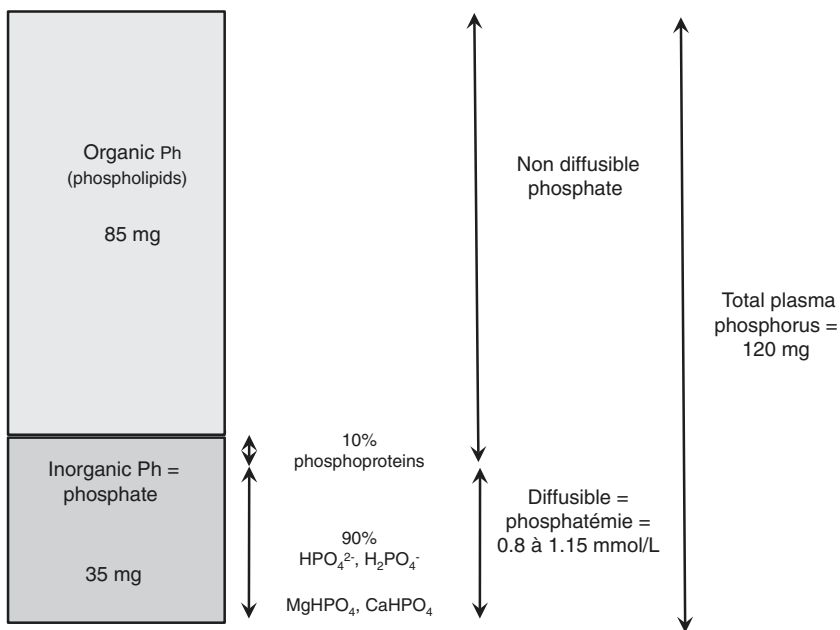 Organic Ph
(phospholipids)
85 mg
Non diffusible
phosphate
Total plasma
phosphorus =
120 mg
10%
phosphoproteins
Inorganic Ph =
phosphate
35 mg
90%
HPO₄²⁻, H₂PO₄⁻
MgHPO₄, CaHPO₄
Diffusible =
phosphatémie =
0.8 à 1.15 mmol/L